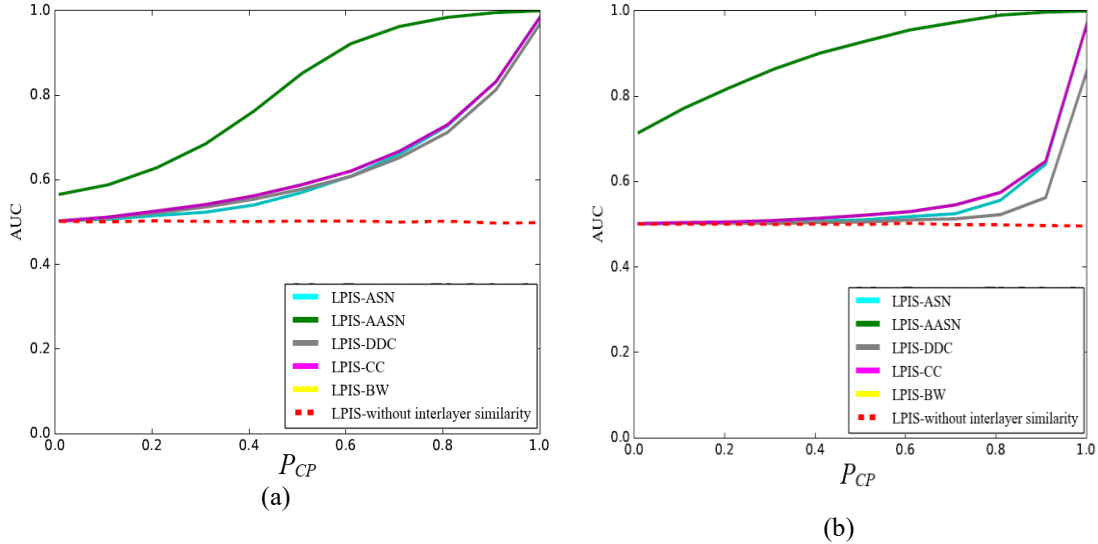 1.0
0.8
0.6
AUC
0.4
0.2
0.0
LPIS-ASN
LPIS-AASN
LPIS-DDC
LPIS-CC
LPIS-BW
LPIS-without interlayer similarity
0.0 0.2 0.4 0.6 0.8 1.0
P_CP
(a)
1.0
0.8
0.6
AUC
0.4
0.2
0.0
LPIS-ASN
LPIS-AASN
LPIS-DDC
LPIS-CC
LPIS-BW
LPIS-without interlayer similarity
0.0 0.2 0.4 0.6 0.8 1.0
P_CP
(b)